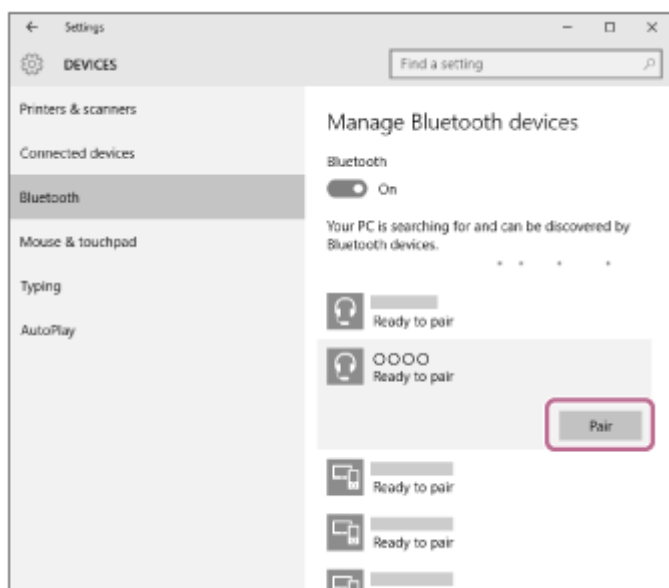 Settings
DEVICES
Find a setting
Printers & scanners
Connected devices
Bluetooth
Mouse & touchpad
Typing
AutoPlay
Manage Bluetooth devices
Bluetooth
On
Your PC is searching for and can be discovered by
Bluetooth devices.
Ready to pair
OOOO
Ready to pair
Pair
Ready to pair
Ready to pair